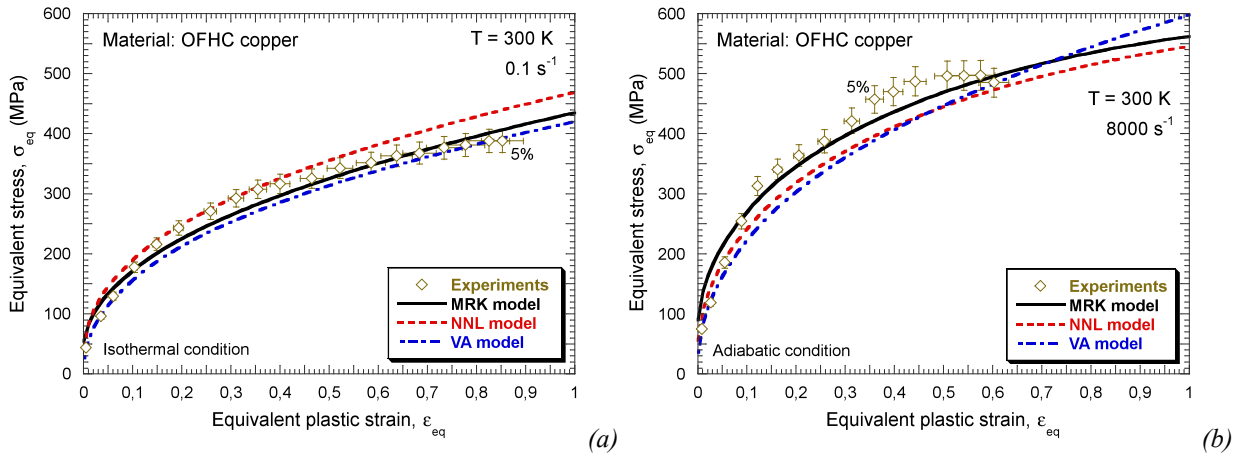 Material: OFHC copper
T = 300 K
0.1 s⁻¹
5%
Experiments
MRK model
NNL model
VA model
Isothermal condition
Equivalent stress, σeq (MPa)
600
500
400
300
200
100
0
0
0,1
0,2
0,3
0,4
0,5
0,6
0,7
0,8
0,9
1
Equivalent plastic strain, εeq
(a)
Material: OFHC copper
5%
T = 300 K
8000 s⁻¹
Experiments
MRK model
NNL model
VA model
Adiabatic condition
Equivalent stress, σeq (MPa)
600
500
400
300
200
100
0
0
0,1
0,2
0,3
0,4
0,5
0,6
0,7
0,8
0,9
1
Equivalent plastic strain, εeq
(b)